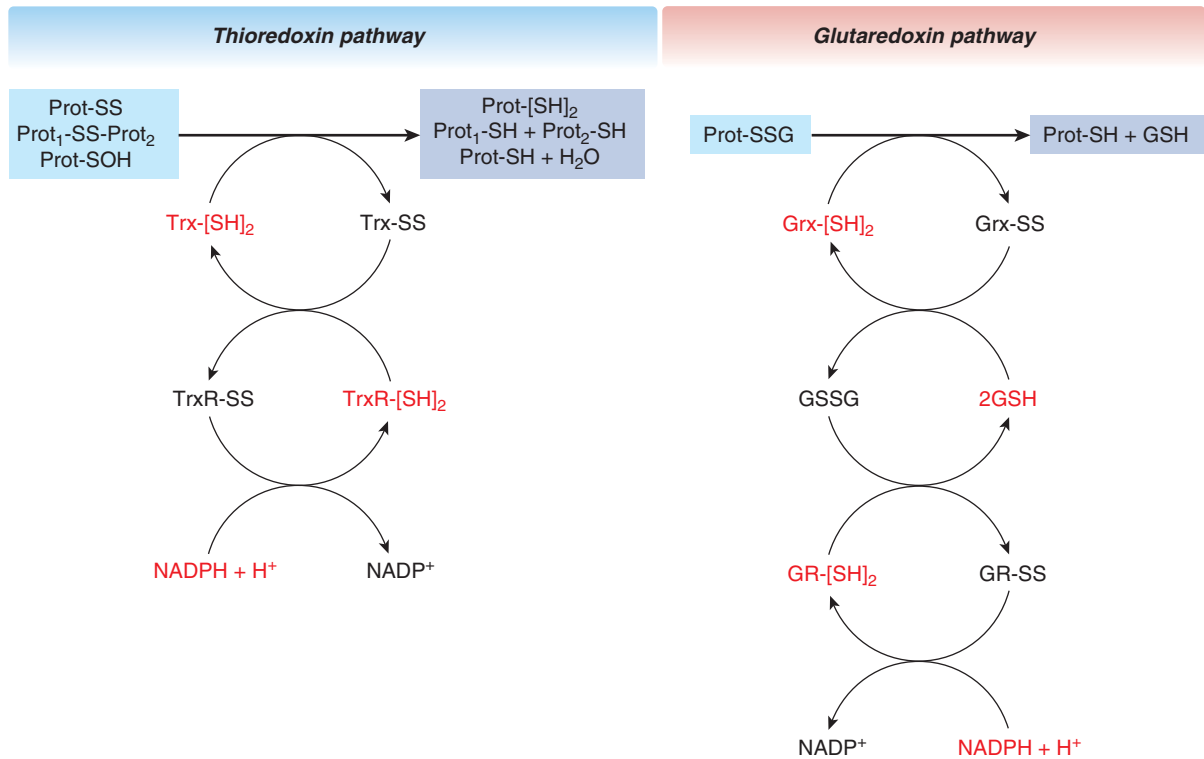 Thioredoxin pathway
Prot-SS
Prot₁-SS-Prot₂
Prot-SOH
Prot-[SH]₂
Prot₁-SH + Prot₂-SH
Prot-SH + H₂O
Trx-[SH]₂
Trx-SS
TrxR-SS
TrxR-[SH]₂
NADPH + H⁺
NADP⁺
Glutaredoxin pathway
Prot-SSG
Prot-SH + GSH
Grx-[SH]₂
Grx-SS
GSSG
2GSH
GR-[SH]₂
GR-SS
NADP⁺
NADPH + H⁺